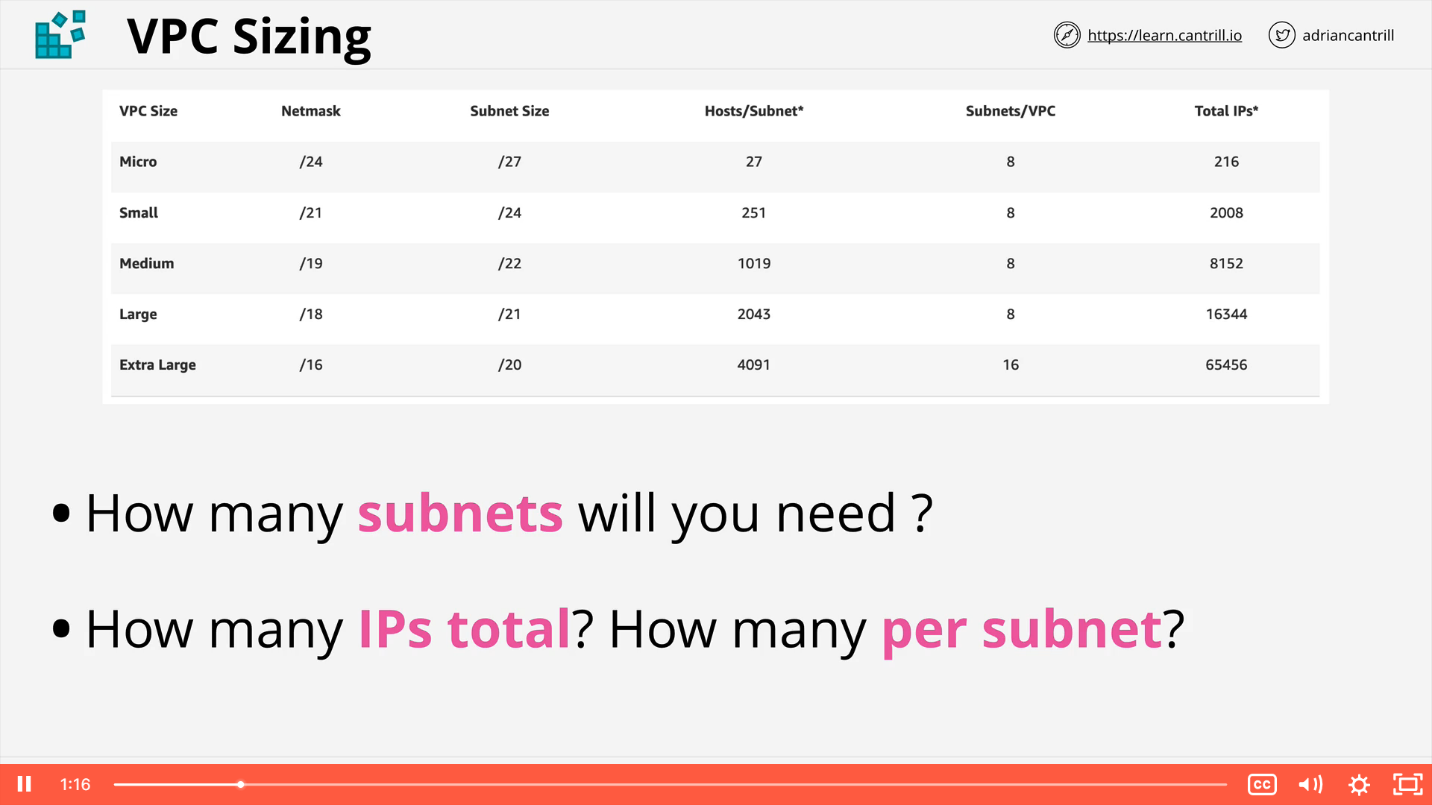 VPC Sizing
https://learn.cantrill.io
adriancantrill
VPC Size Netmask Subnet Size Hosts/Subnet* Subnets/VPC Total IPs*
Micro /24 /27 27 8 216
Small /21 /24 251 8 2008
Medium /19 /22 1019 8 8152
Large /18 /21 2043 8 16344
Extra Large /16 /20 4091 16 65456
• How many subnets will you need ?
• How many IPs total? How many per subnet?
1:16
CC